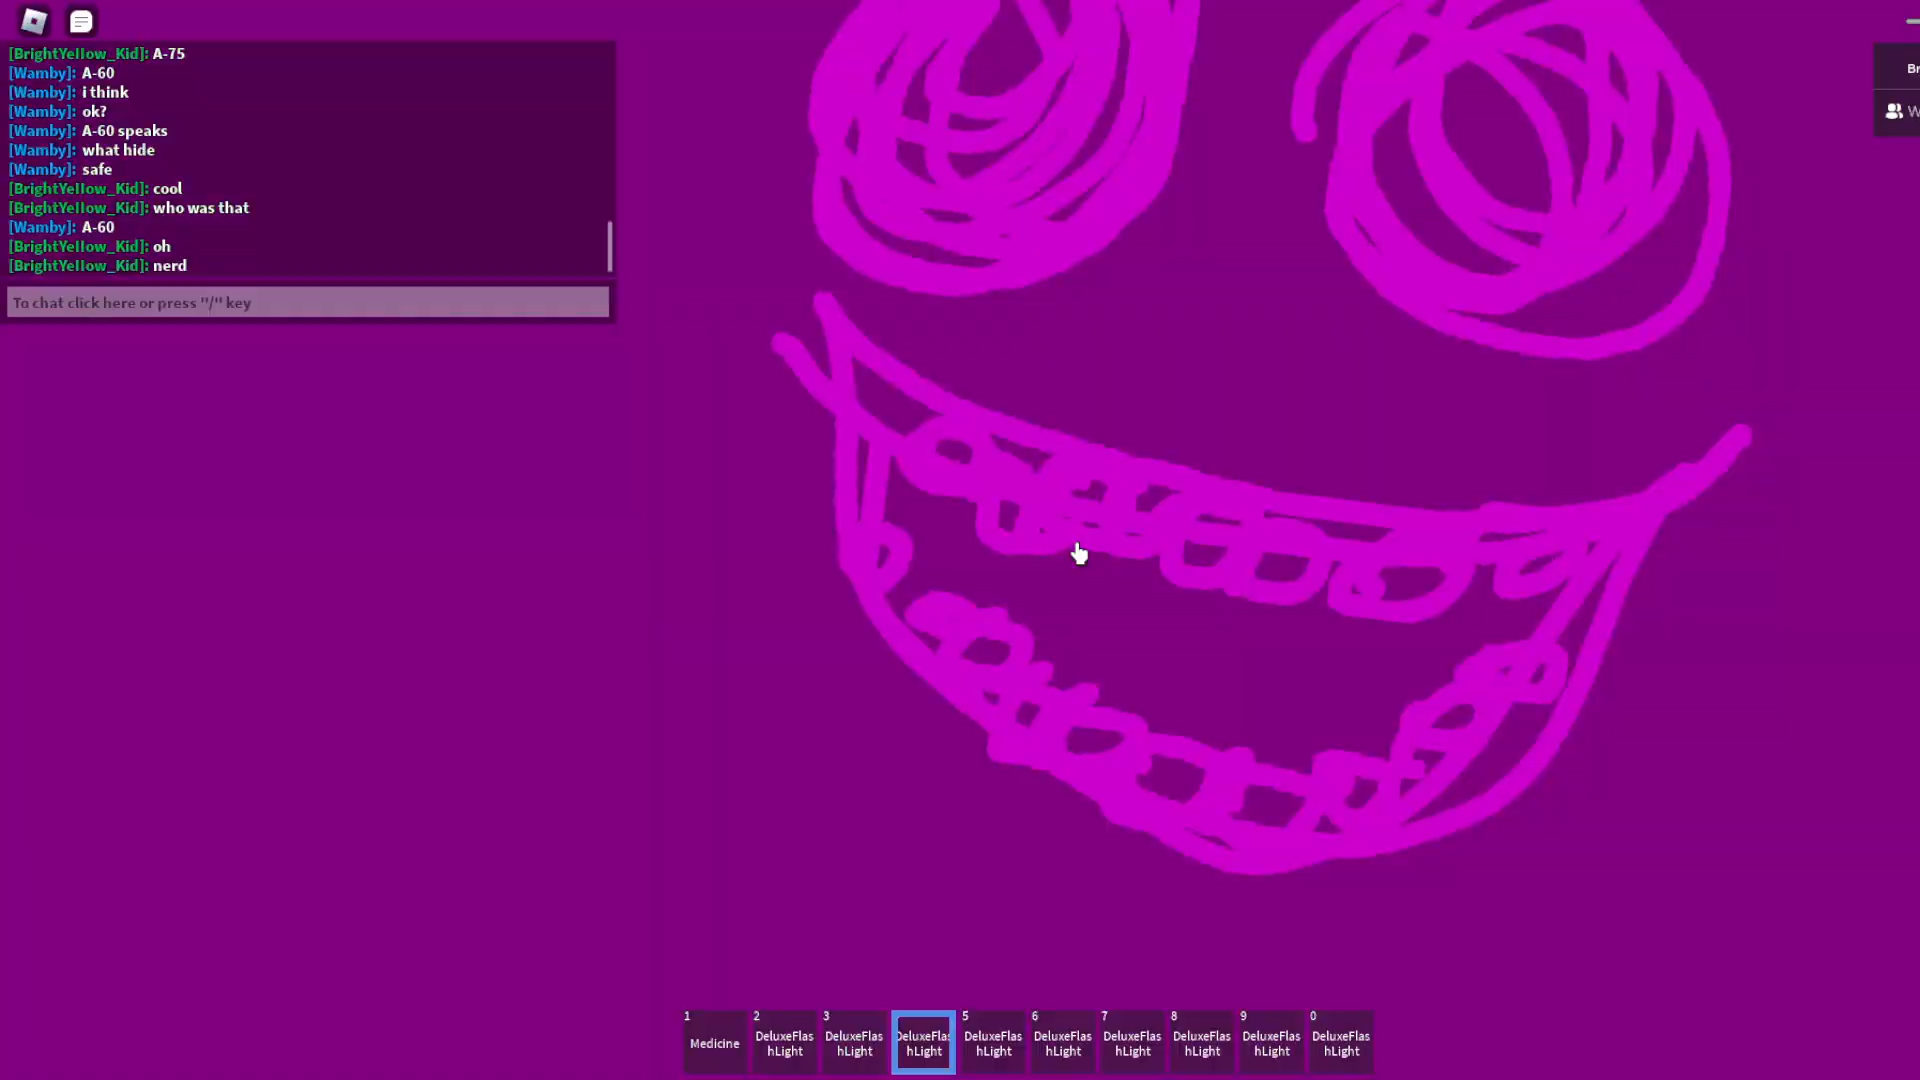 [BrightYellow_Kid]: A-75
[Wamby]: A-60
[Wamby]: i think
[Wamby]: ok?
[Wamby]: A-60 speaks
[Wamby]: what hide
[Wamby]: safe
[BrightYellow_Kid]: cool
[BrightYellow_Kid]: who was that
[Wamby]: A-60
[BrightYellow_Kid]: oh
[BrightYellow_Kid]: nerd
To chat click here or press "/" key
Br
W
1 2 3 5 6 7 8 9 0
Medicine DeluxeFlas DeluxeFlas DeluxeFlas DeluxeFlas DeluxeFlas DeluxeFlas DeluxeFlas DeluxeFlas DeluxeFlas
hLight hLight hLight hLight hLight hLight hLight hLight hLight